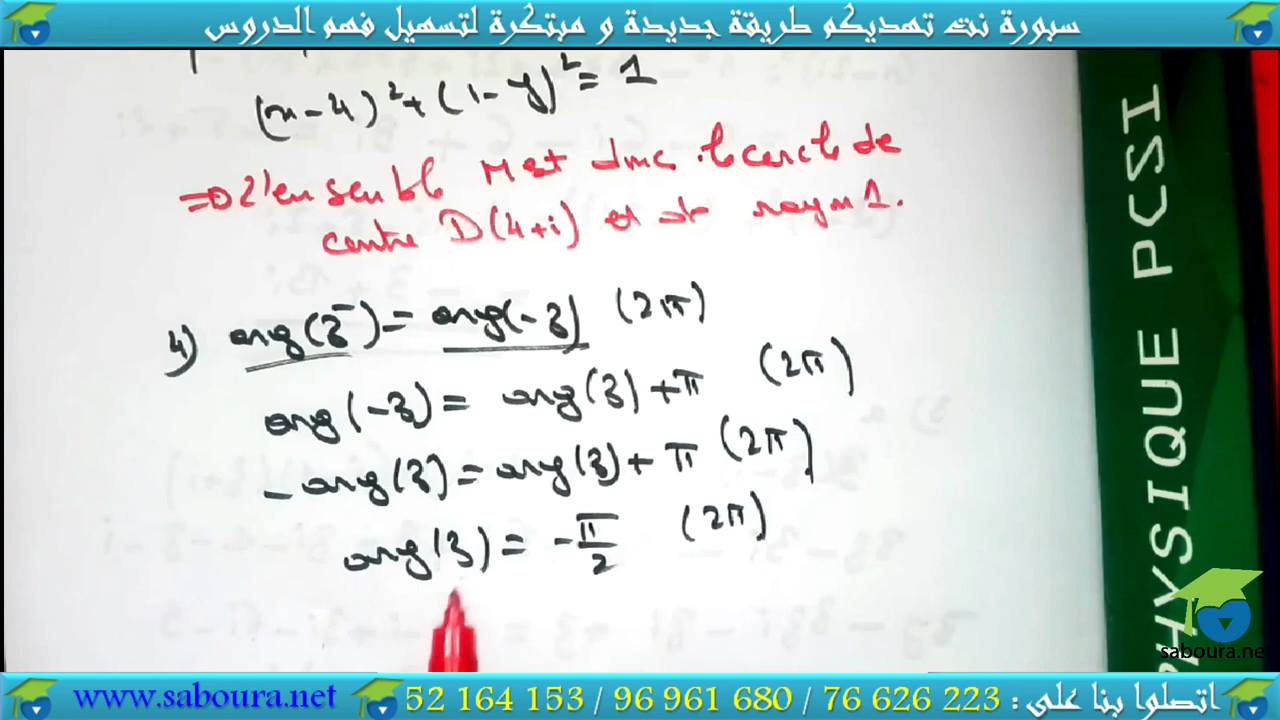 سبورة نت تهديكم طريقة جديدة و مبتكرة لتسهيل فهم الدروس
(x-4)²+(1-y)²=1
=> L'ensemble M est donc le cercle de
centre D(4+i) et de rayon 1.
4) arg(z̄)=arg(-z) (2π)
arg(-z)= arg(z)+π (2π)
-arg(z)=arg(z)+π (2π)
arg(z)= -π/2 (2π)
PHYSIQUE PCSI
saboura.net
www.saboura.net
اتصلوا بنا على : 52 164 153 / 96 961 680 / 76 626 223